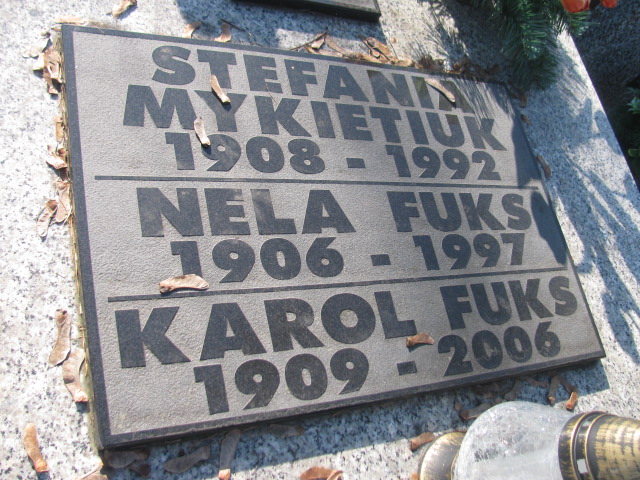 STEFANIA
MYKIETIUK
1908 - 1992
NELA FUKS
1906 - 1997
KAROL FUKS
1909 - 2006